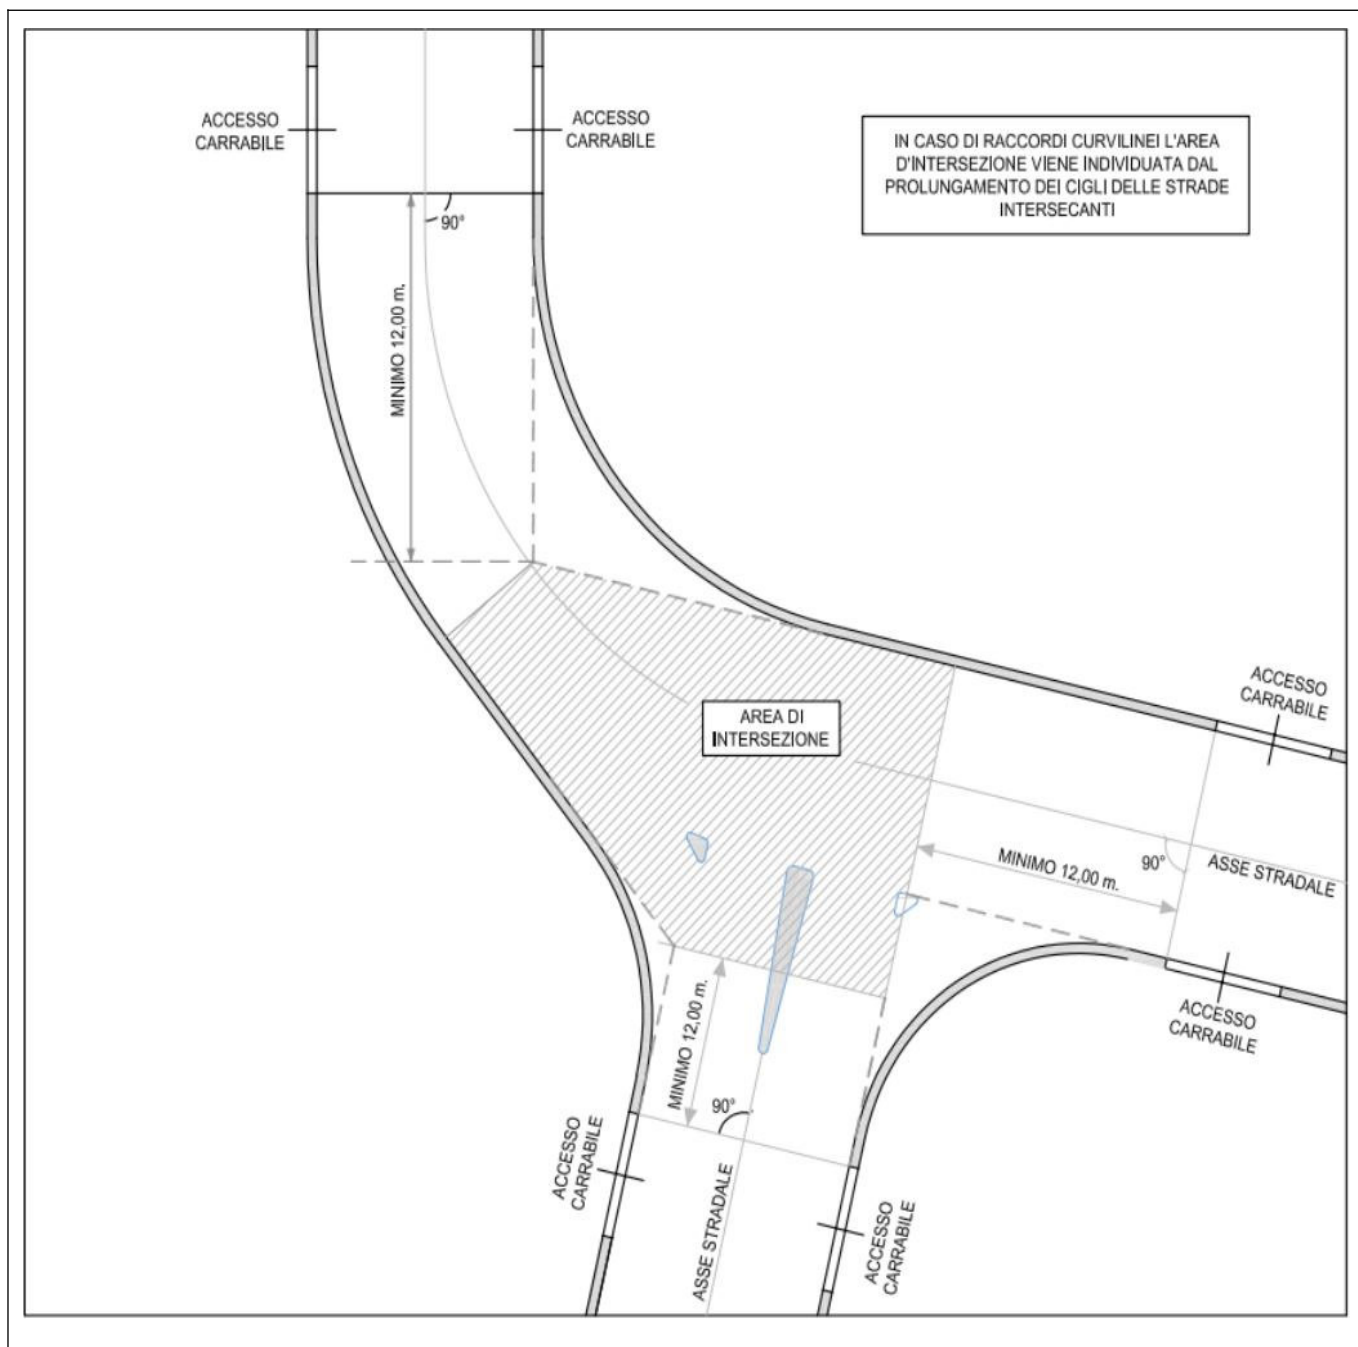 ACCESSO
CARRABILE
ACCESSO
CARRABILE
IN CASO DI RACCORDI CURVILINEI L'AREA
D'INTERSEZIONE VIENE INDIVIDUATA DAL
PROLUNGAMENTO DEI CIGLI DELLE STRADE
INTERSECANTI
90°
MINIMO 12,00 m.
ACCESSO
CARRABILE
AREA DI
INTERSEZIONE
MINIMO 12,00 m.
90°
ASSE STRADALE
MINIMO 12,00 m.
90°
ACCESSO
CARRABILE
ACCESSO
CARRABILE
ASSE STRADALE
ACCESSO
CARRABILE